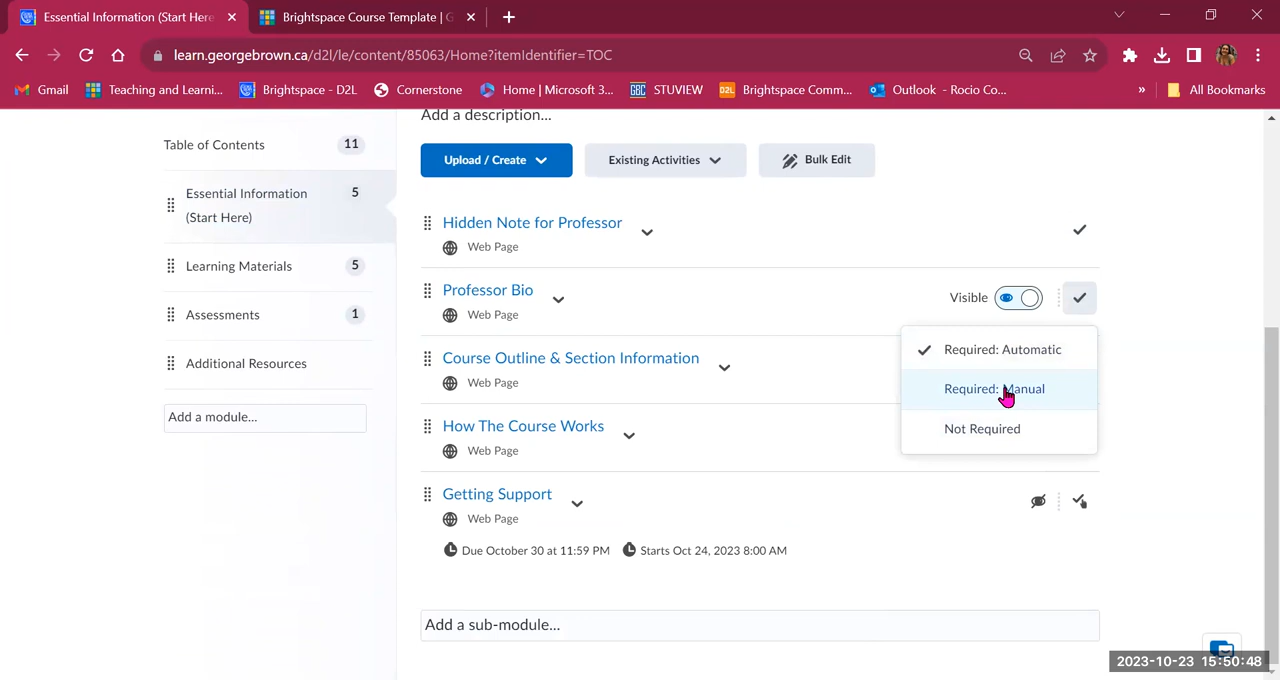 Essential Information (Start Here
Brightspace Course Template | G
learn.georgebrown.ca/d2l/le/content/85063/Home?itemIdentifier=TOC
Gmail
Teaching and Learni...
Brightspace - D2L
Cornerstone
Home | Microsoft 3...
GBC STUVIEW
D2L Brightspace Comm...
Outlook - Rocio Co...
»
All Bookmarks
Add a description...
Table of Contents 11
Essential Information 5
(Start Here)
Learning Materials 5
Assessments 1
Additional Resources
Add a module...
Upload / Create
Existing Activities
Bulk Edit
Hidden Note for Professor
Web Page
Professor Bio
Web Page
Visible
Required: Automatic
Required: Manual
Not Required
Course Outline & Section Information
Web Page
How The Course Works
Web Page
Getting Support
Web Page
Due October 30 at 11:59 PM Starts Oct 24, 2023 8:00 AM
Add a sub-module...
2023-10-23 15:50:48